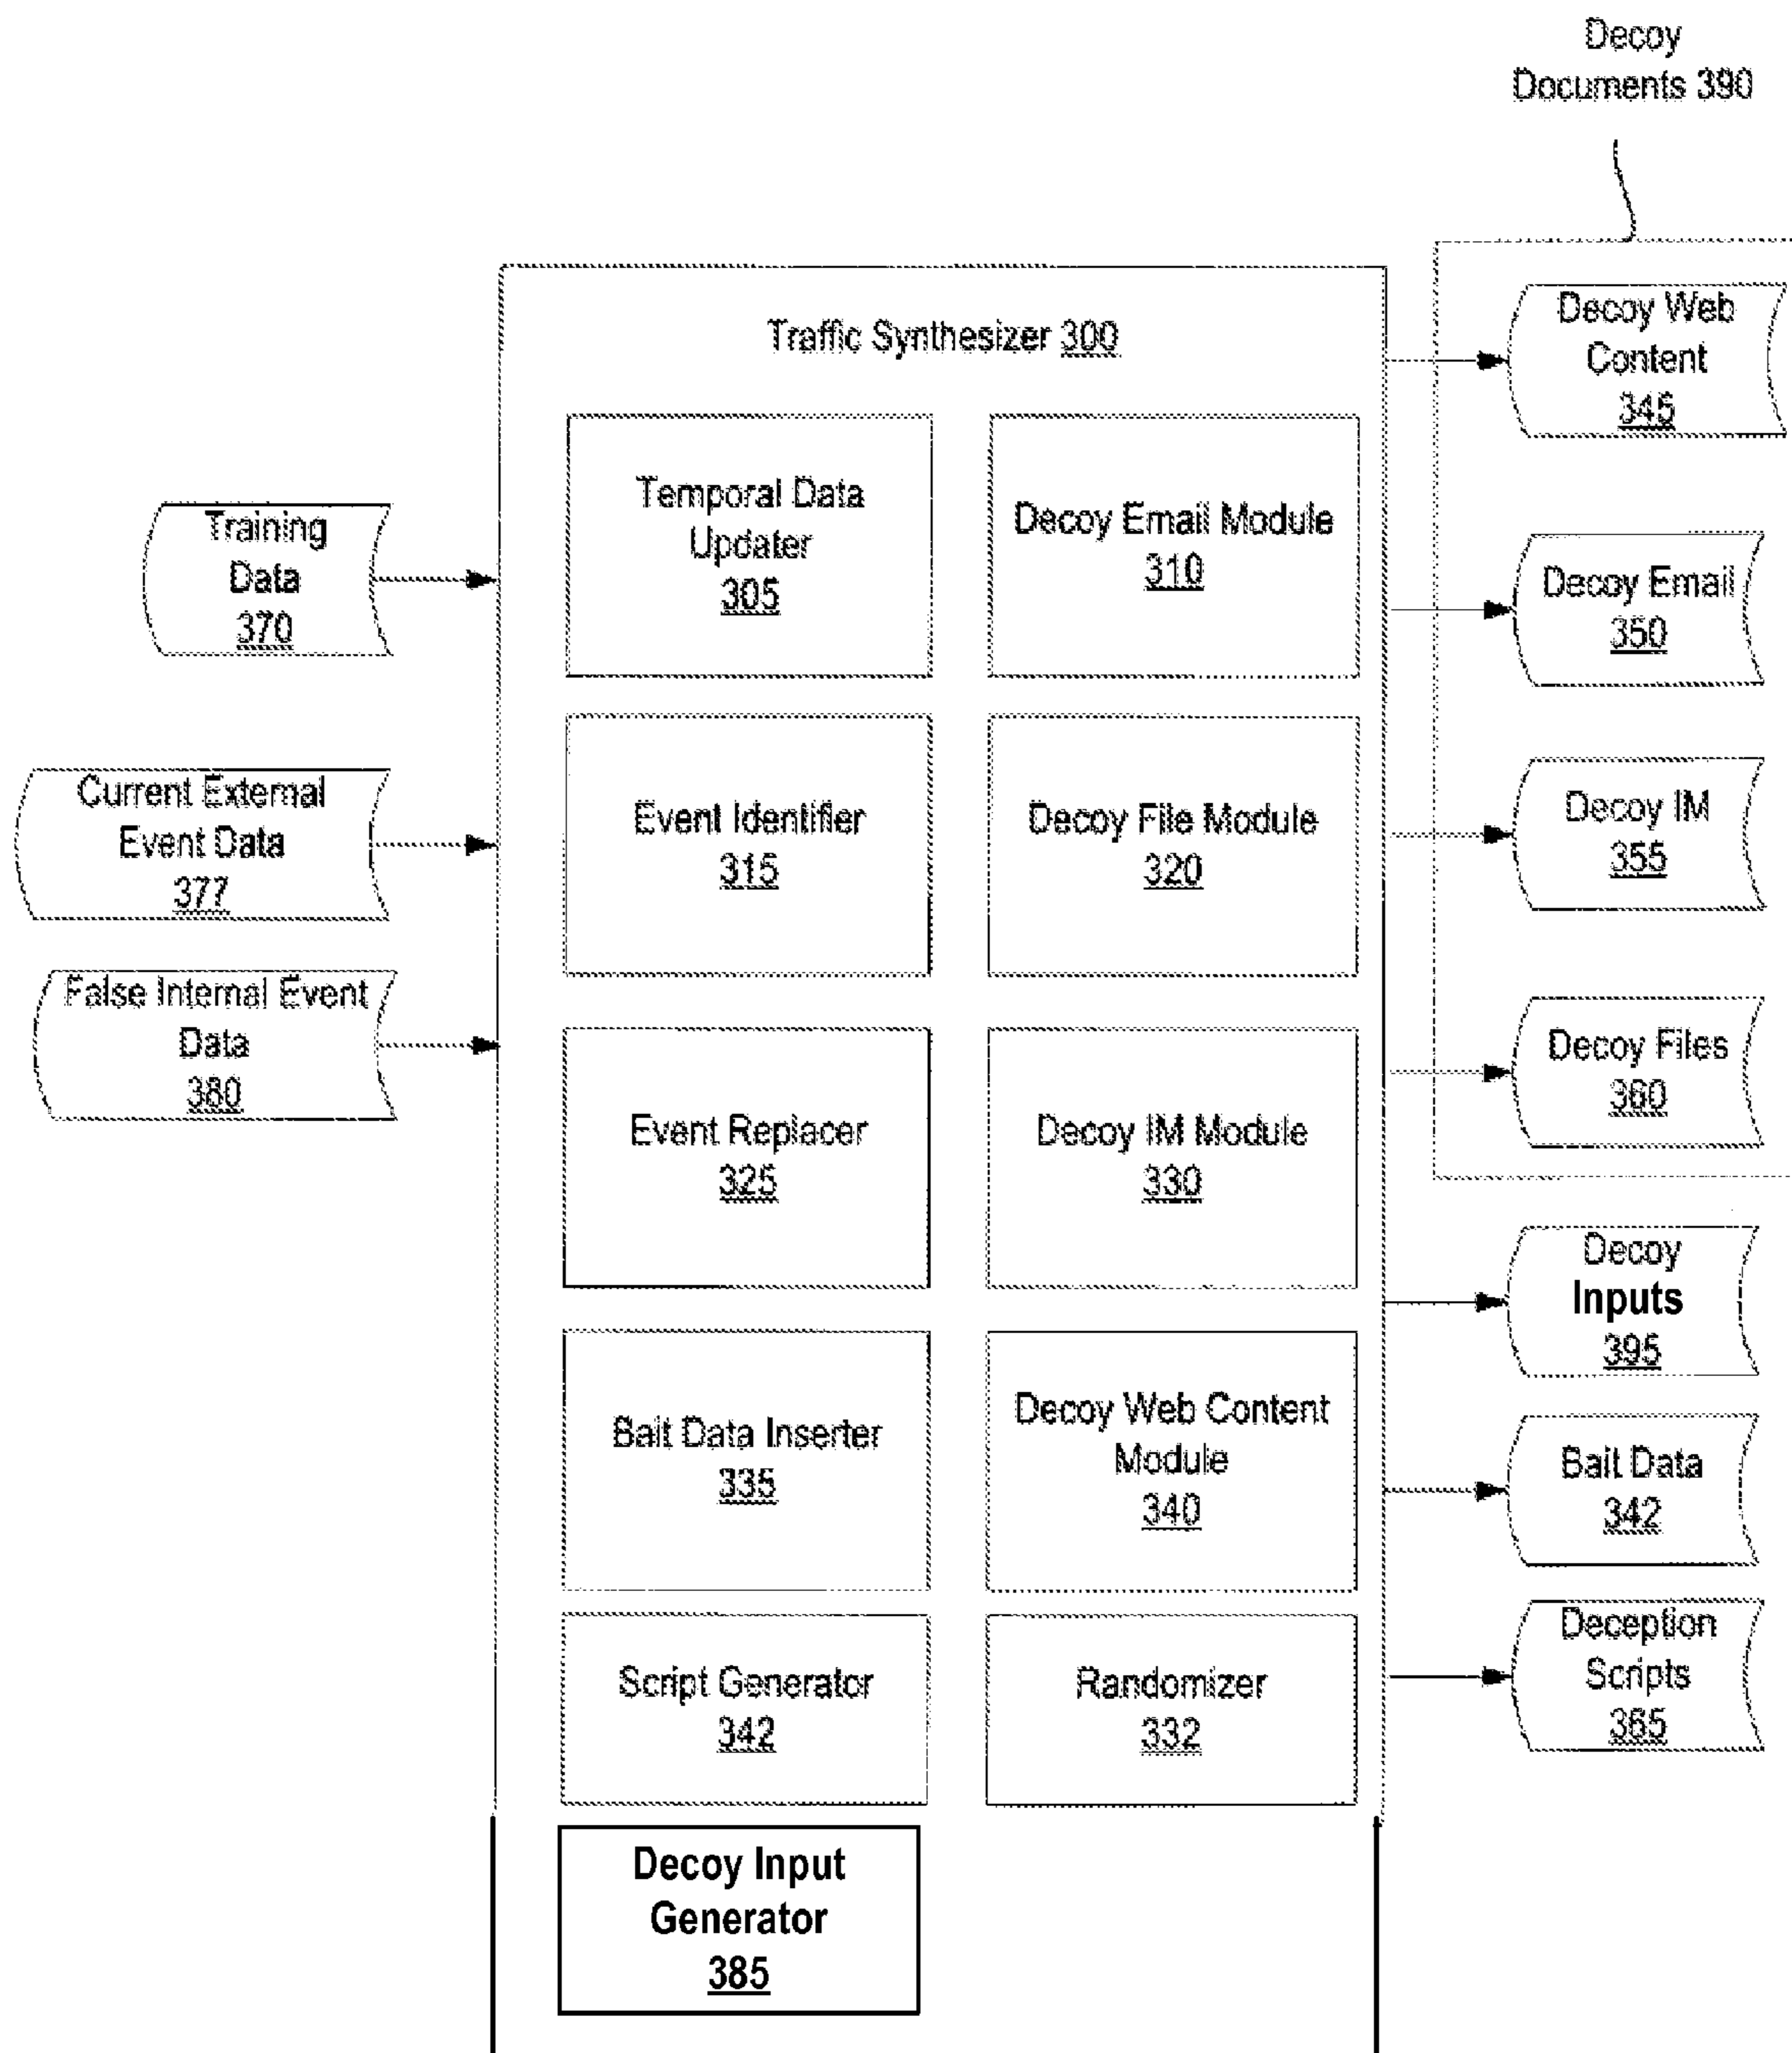 Decoy
Documents 390
Traffic Synthesizer 300
Training
Data
370
Current External
Event Data
377
False Internal Event
Data
380
Temporal Data
Updater
305
Decoy Email Module
310
Event Identifier
315
Decoy File Module
320
Event Replacer
325
Decoy IM Module
330
Bait Data Inserter
335
Decoy Web Content
Module
340
Script Generator
342
Randomizer
332
Decoy Input
Generator
385
Decoy Web
Content
345
Decoy Email
350
Decoy IM
355
Decoy Files
360
Decoy
Inputs
395
Bait Data
342
Deception
Scripts
365